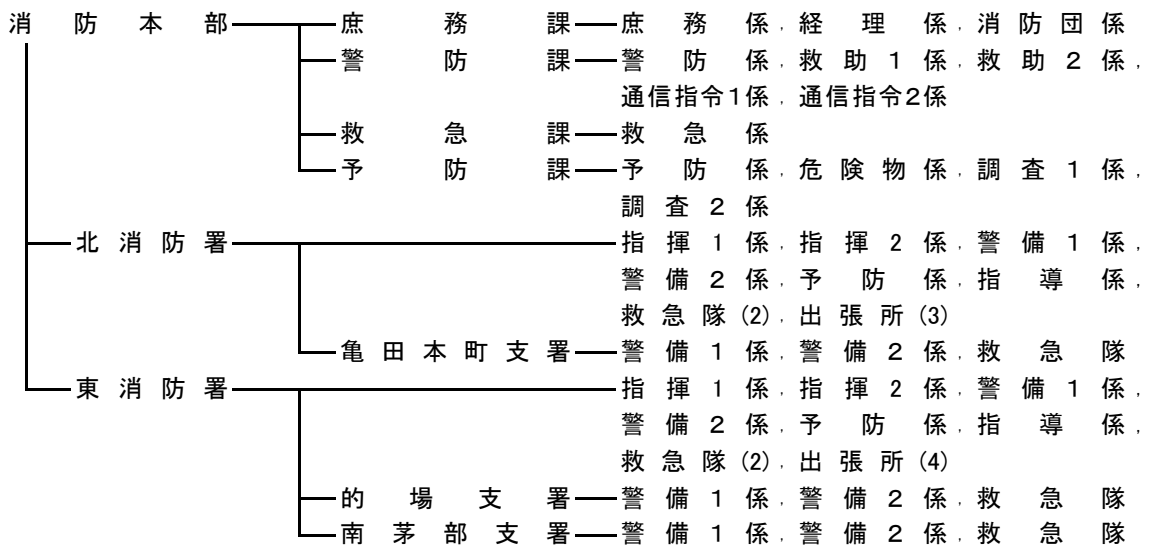 消防本部 庶務課 庶務係，経理係，消防団係
警防課 警防係，救助1係，救助2係，
通信指令1係，通信指令2係
救急課 救急係
予防課 予防係，危険物係，調査1係，
調査2係
北消防署 指揮1係，指揮2係，警備1係，
警備2係，予防係，指導係，
救急隊(2)，出張所(3)
亀田本町支署 警備1係，警備2係，救急隊
東消防署 指揮1係，指揮2係，警備1係，
警備2係，予防係，指導係，
救急隊(2)，出張所(4)
的場支署 警備1係，警備2係，救急隊
南茅部支署 警備1係，警備2係，救急隊